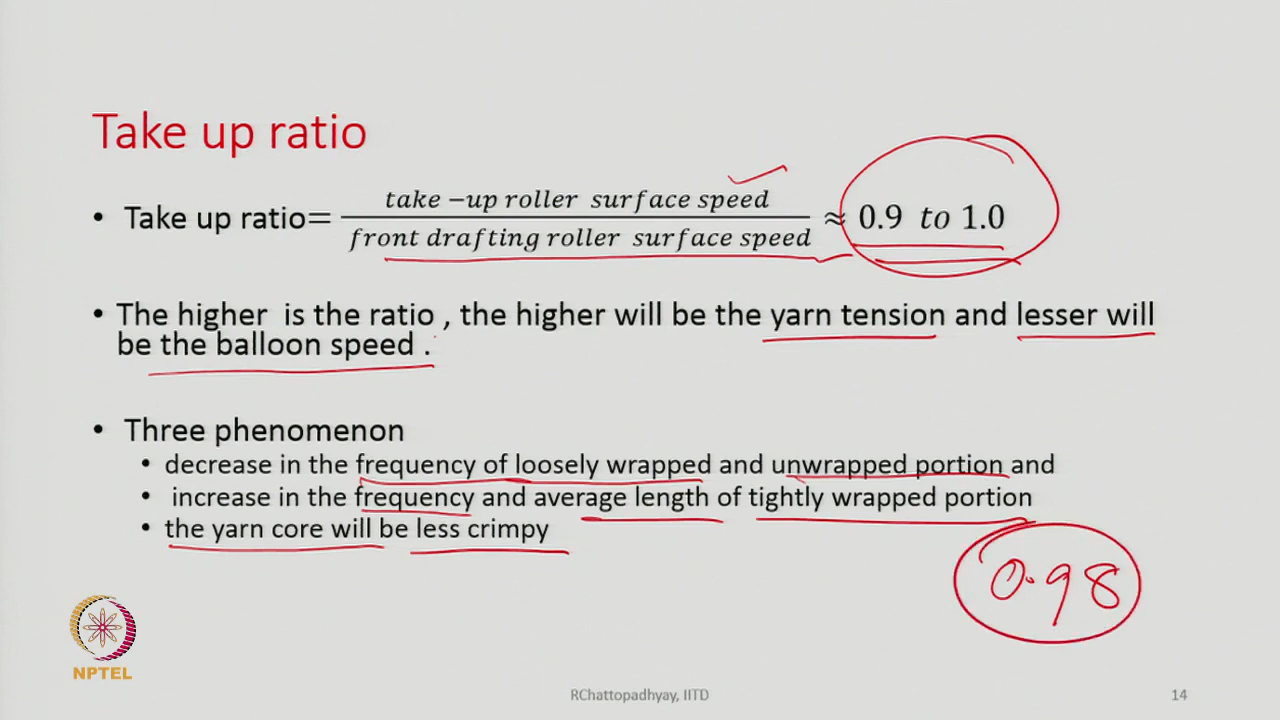 Take up ratio
• Take up ratio= take −up roller surface speed / front drafting roller surface speed ≈ 0.9 to 1.0
• The higher is the ratio , the higher will be the yarn tension and lesser will
be the balloon speed .
• Three phenomenon
• decrease in the frequency of loosely wrapped and unwrapped portion and
• increase in the frequency and average length of tightly wrapped portion
• the yarn core will be less crimpy
0.98
NPTEL
RChattopadhyay, IITD
14